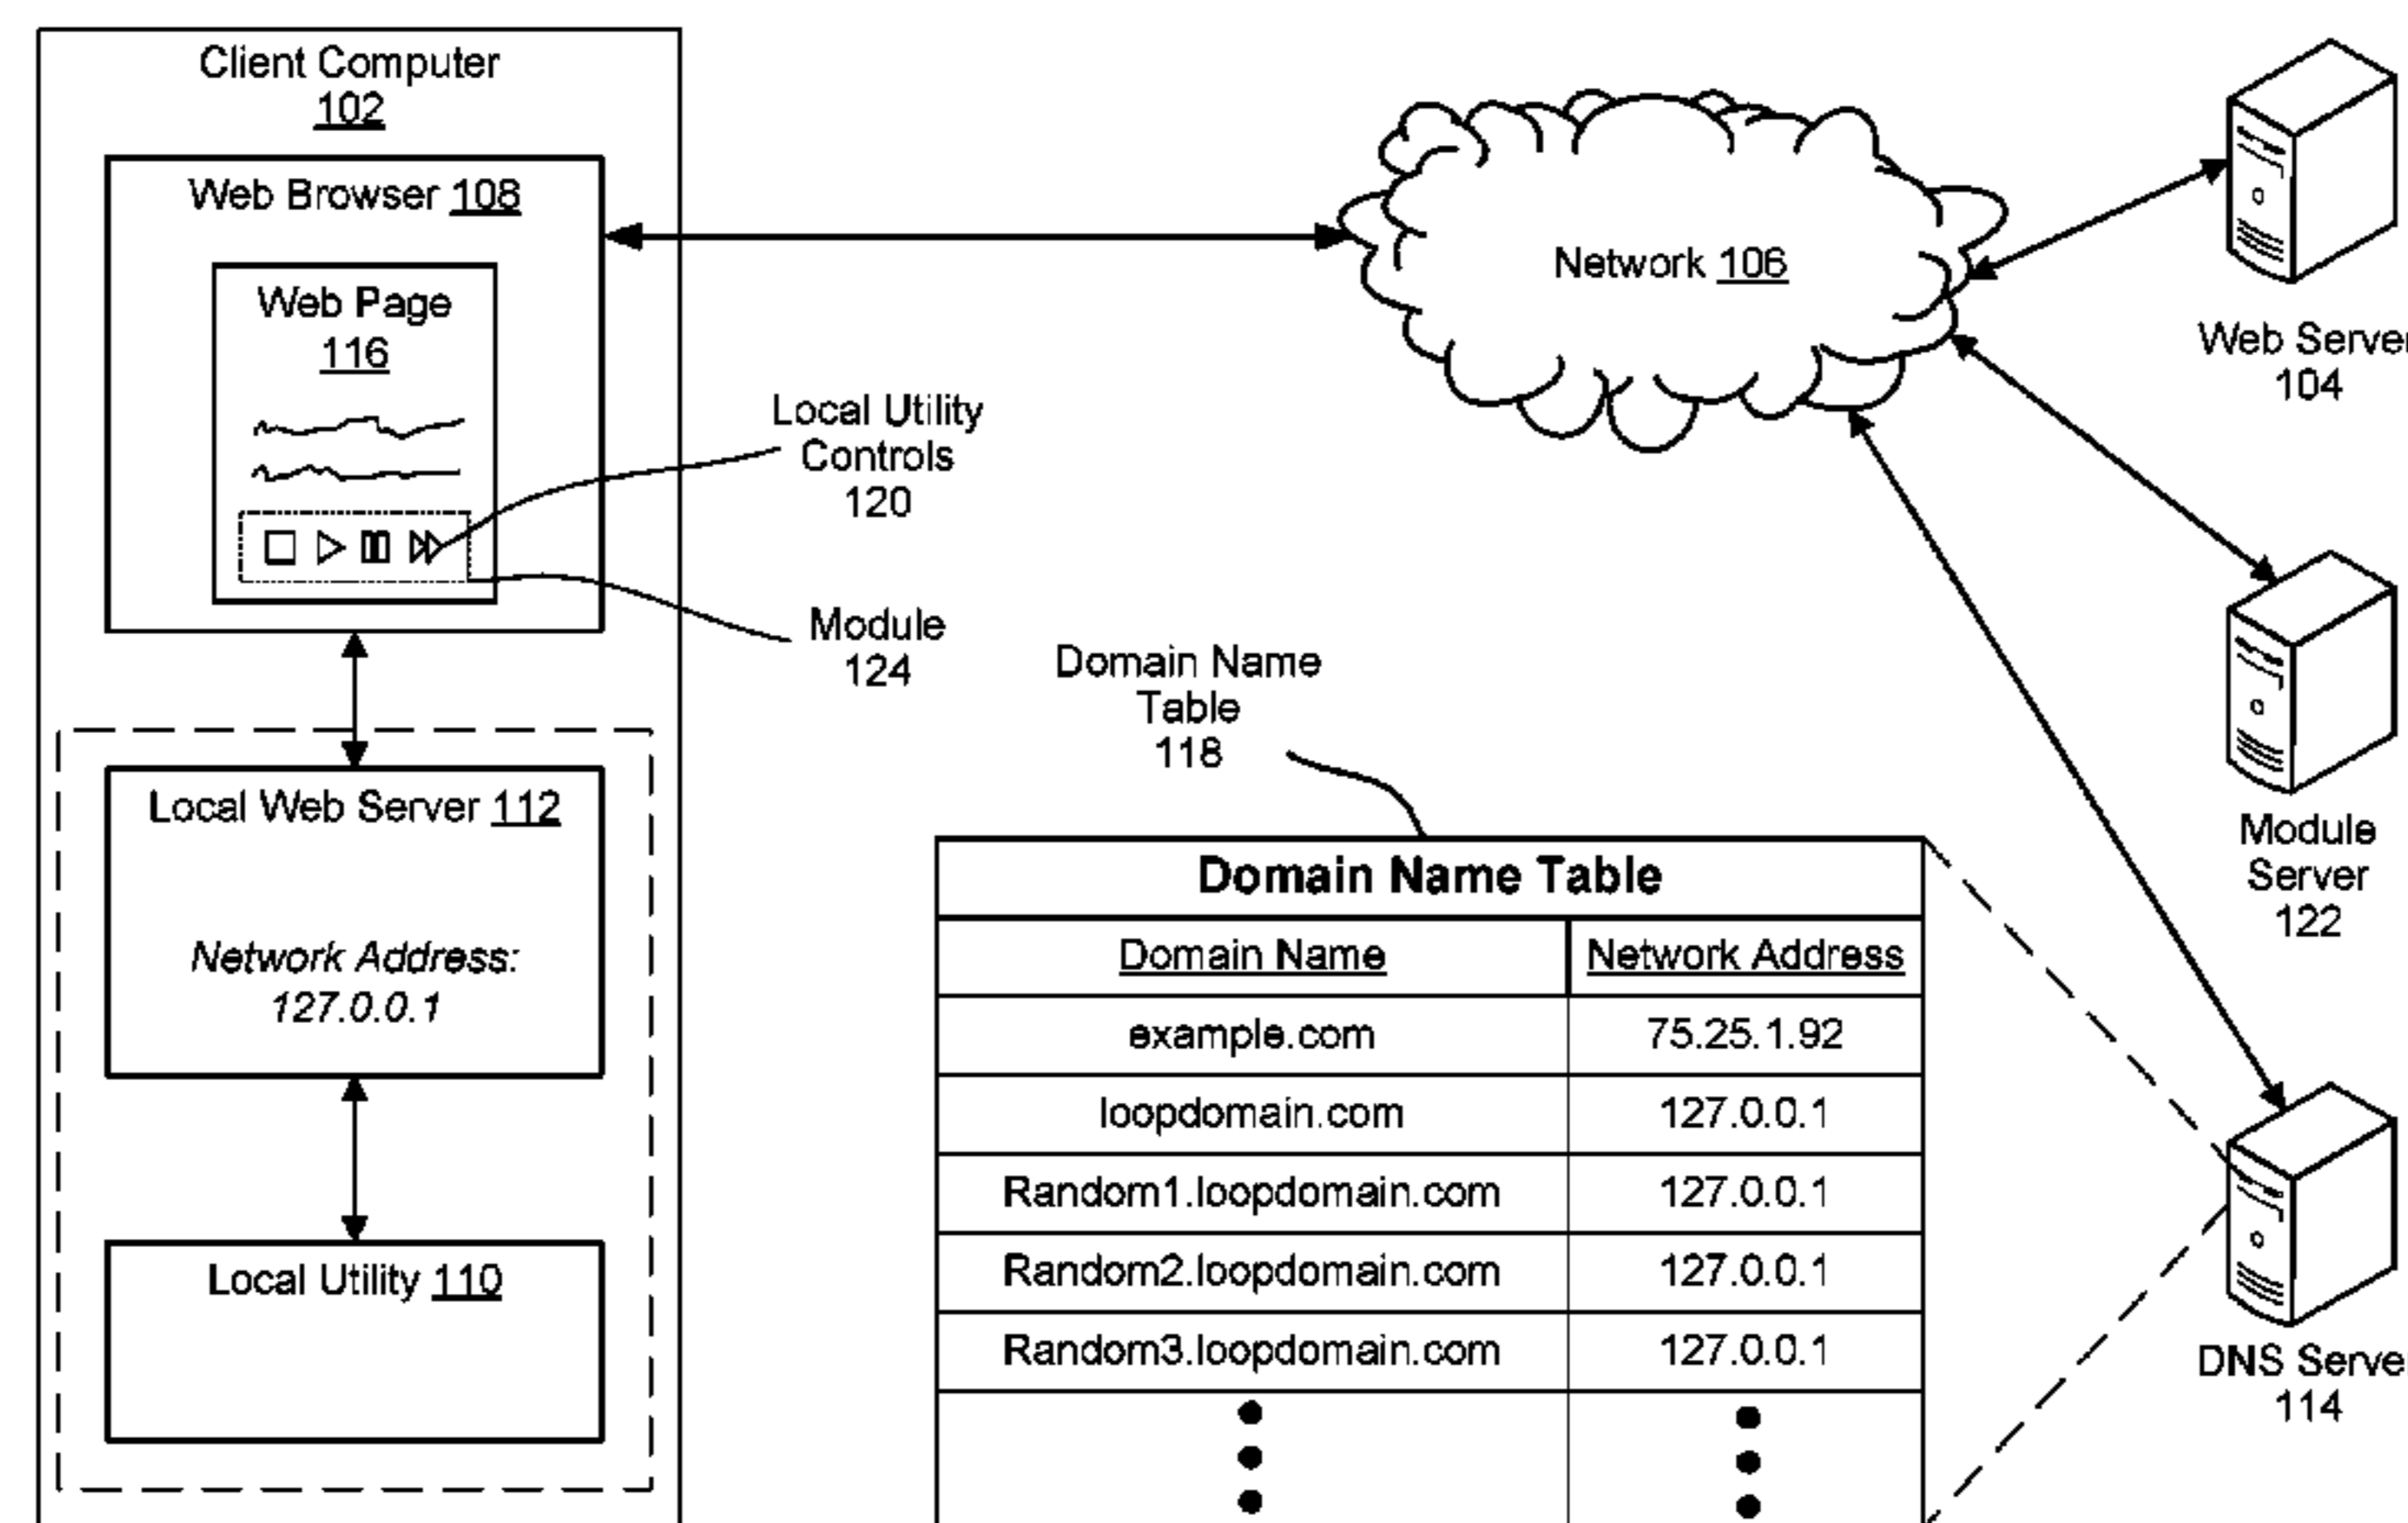 Client Computer
102
Web Browser 108
Web Page
116
Local Utility
Controls
120
Module
124
Local Web Server 112
Network Address:
127.0.0.1
Local Utility 110
Network 106
Web Server
104
Module
Server
122
DNS Serve
114
Domain Name
Table
118
Domain Name Table
Domain Name Network Address
example.com 75.25.1.92
loopdomain.com 127.0.0.1
Random1.loopdomain.com 127.0.0.1
Random2.loopdomain.com 127.0.0.1
Random3.loopdomain.com 127.0.0.1